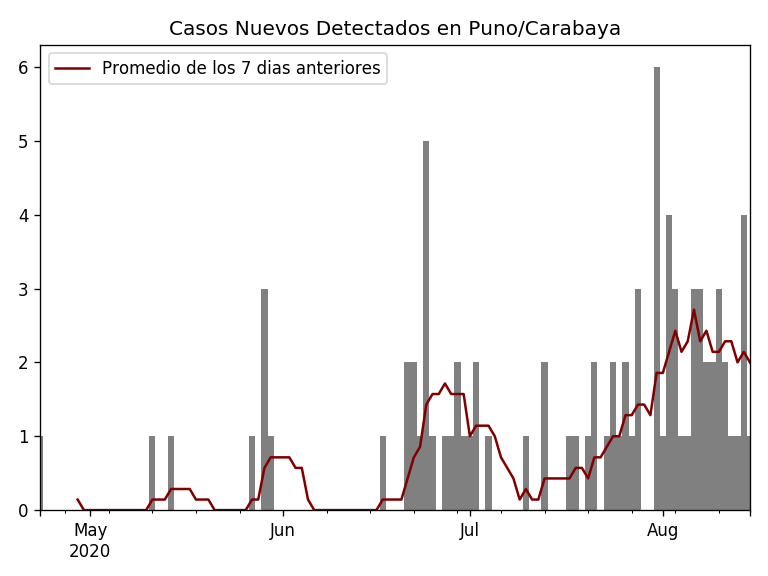 Casos Nuevos Detectados en Puno/Carabaya
Promedio de los 7 dias anteriores
6
5
4
3
2
1
0
May
2020
Jun
Jul
Aug